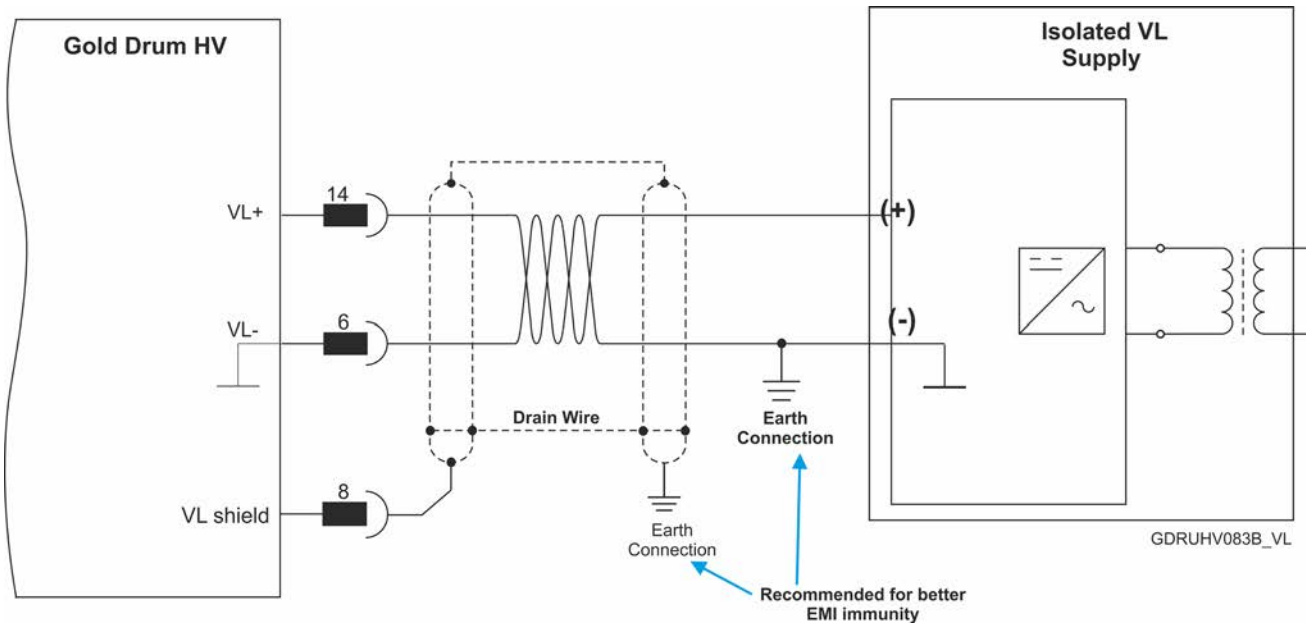 Gold Drum HV
Isolated VL
Supply
14
VL+
(+)
6
VL-
(-)
Drain Wire
Earth
Connection
8
VL shield
Earth
Connection
GDRUHV083B_VL
Recommended for better
EMI immunity